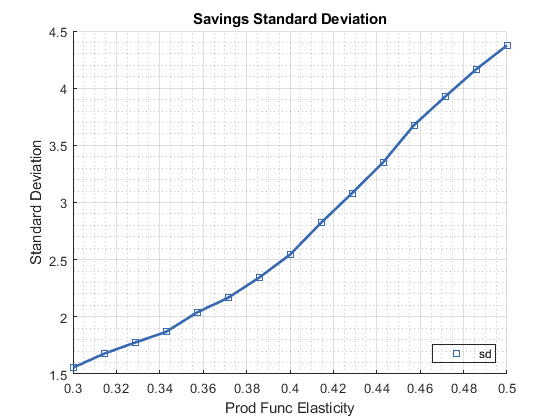 Savings Standard Deviation
4.5
4
3.5
3
2.5
2
1.5
Standard Deviation
0.3 0.32 0.34 0.36 0.38 0.4 0.42 0.44 0.46 0.48 0.5
Prod Func Elasticity
sd